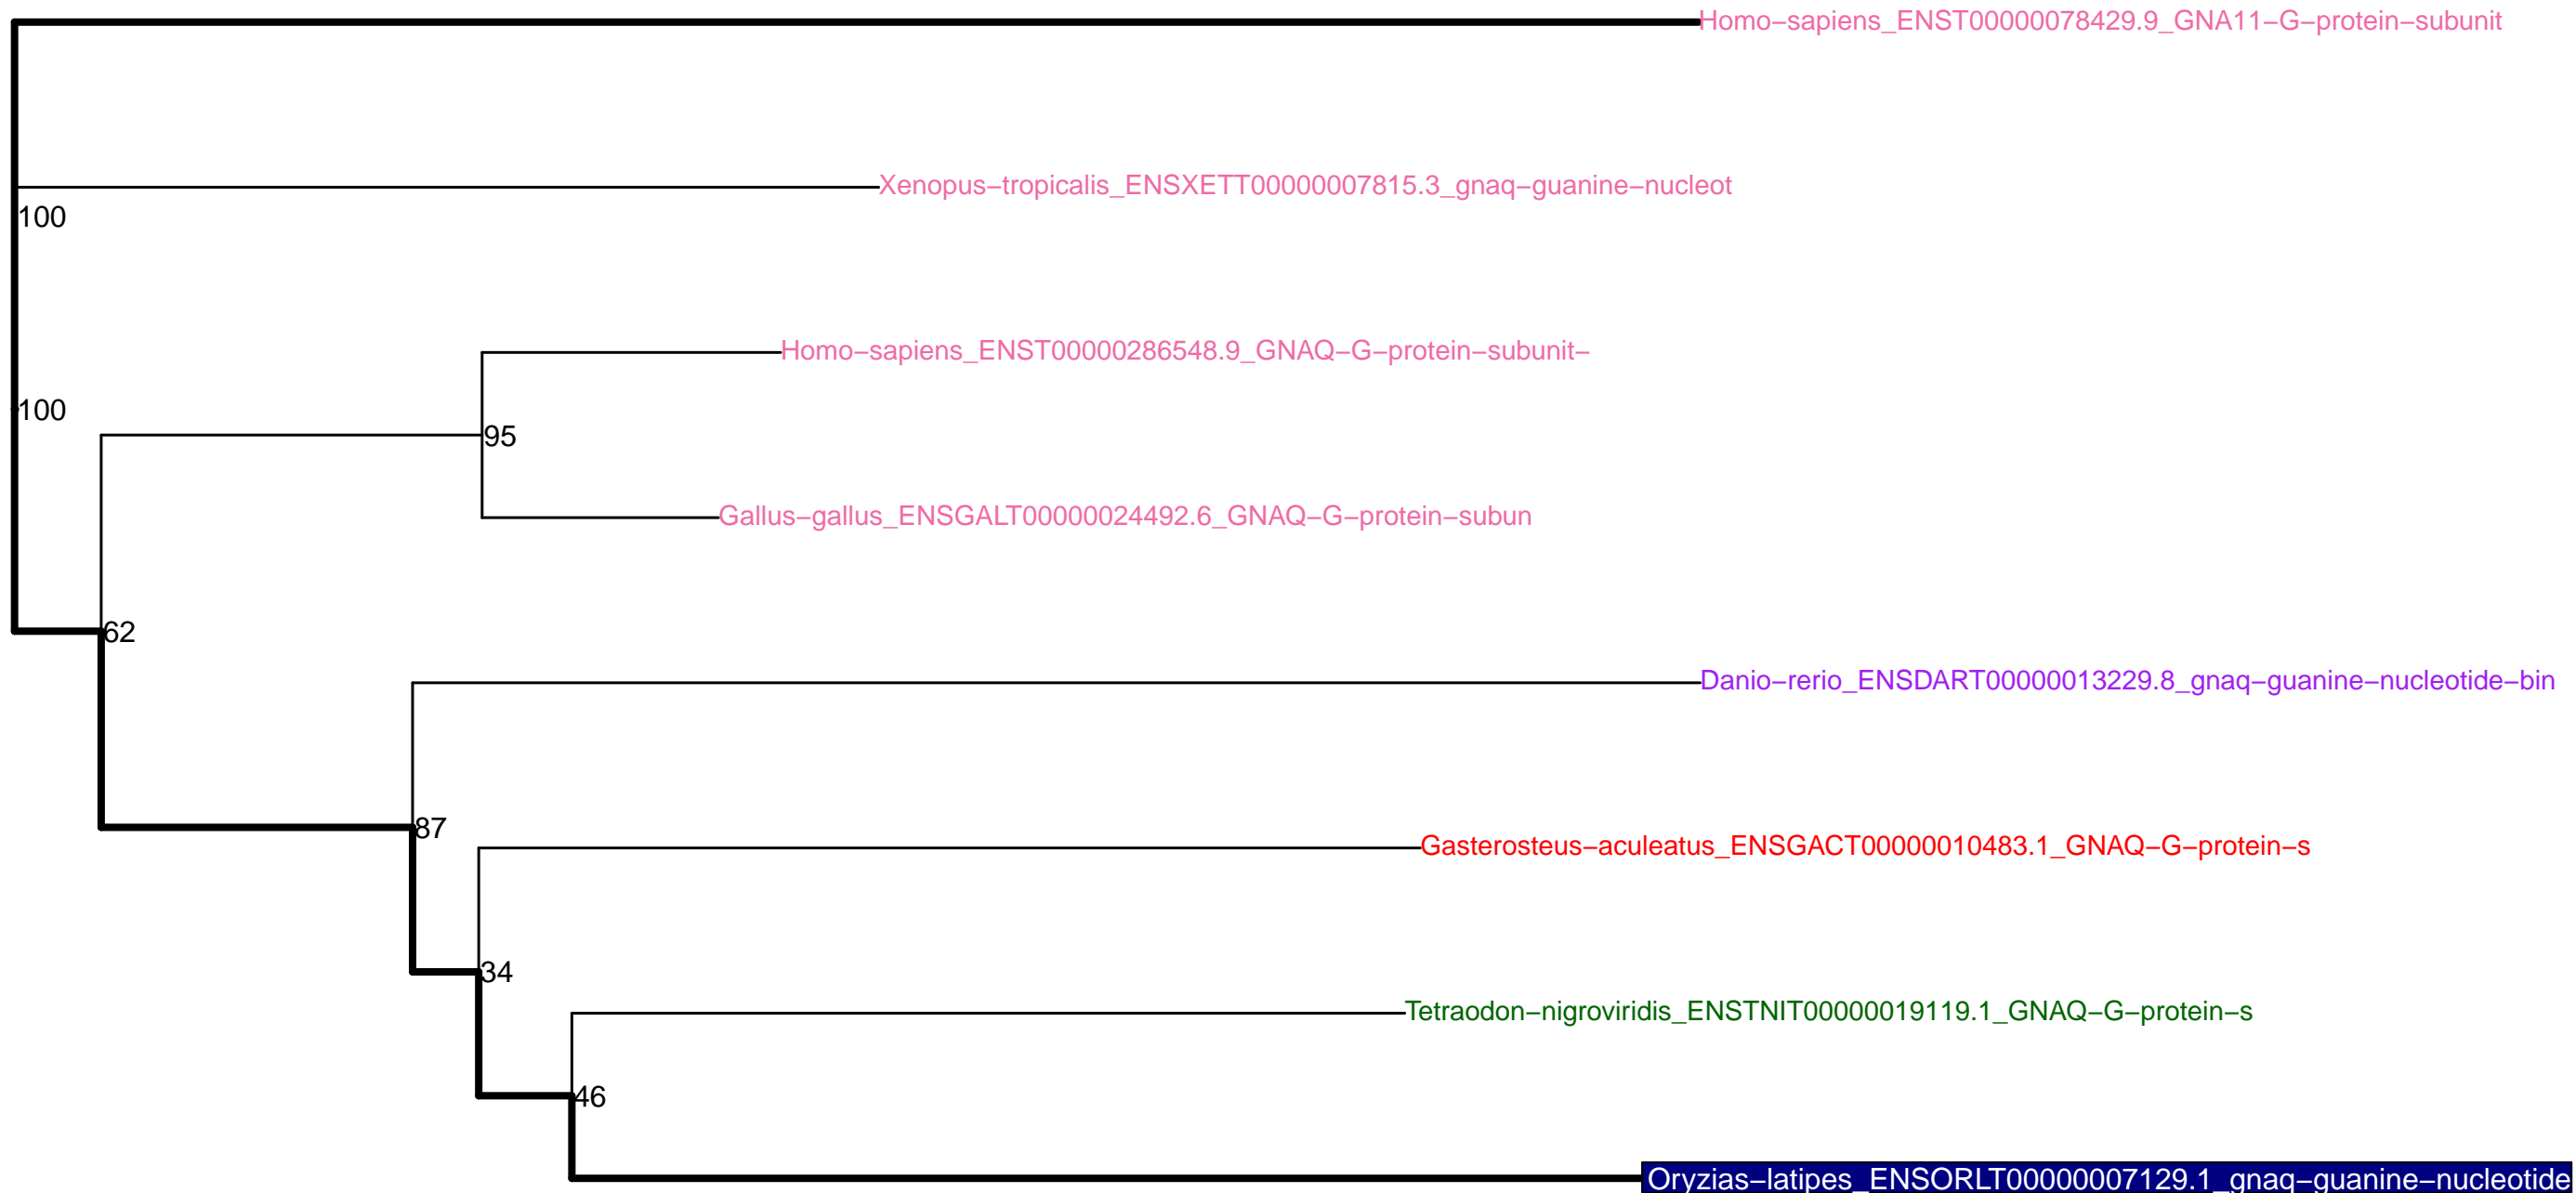 Homo−sapiens_ENST00000078429.9_GNA11−G−protein−subunit
Xenopus−tropicalis_ENSXETT00000007815.3_gnaq−guanine−nucleot
100
Homo−sapiens_ENST00000286548.9_GNAQ−G−protein−subunit−
100
95
Gallus−gallus_ENSGALT00000024492.6_GNAQ−G−protein−subun
62
Danio−rerio_ENSDART00000013229.8_gnaq−guanine−nucleotide−bin
87
Gasterosteus−aculeatus_ENSGACT00000010483.1_GNAQ−G−protein−s
34
Tetraodon−nigroviridis_ENSTNIT00000019119.1_GNAQ−G−protein−s
46
Oryzias−latipes_ENSORLT00000007129.1_gnaq−guanine−nucleotide